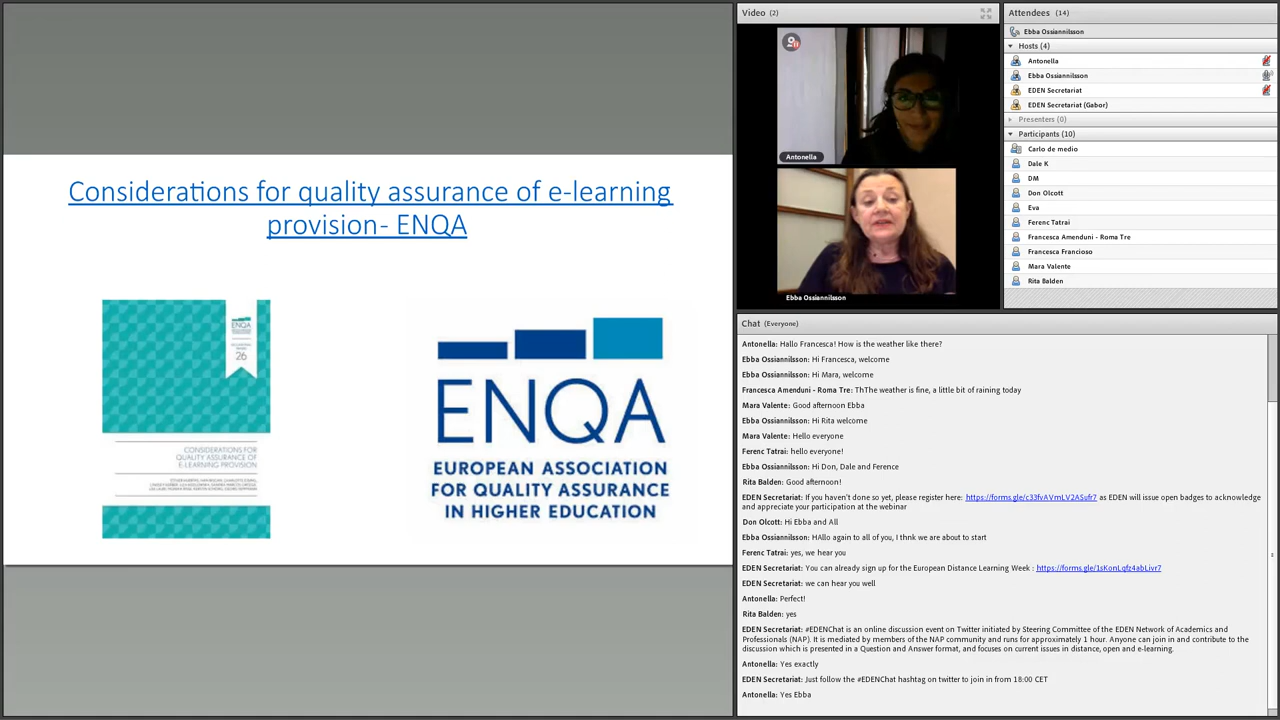 Considerations for quality assurance of e-learning
provision- ENQA
ENQA
26
CONSIDERATIONS FOR
QUALITY ASSURANCE OF
E-LEARNING PROVISION
ENQA
EUROPEAN ASSOCIATION
FOR QUALITY ASSURANCE
IN HIGHER EDUCATION
Video (2)
Antonella
Ebba Ossiannilsson
Attendees (14)
Ebba Ossiannilsson
Hosts (4)
Antonella
Ebba Ossiannilsson
EDEN Secretariat
EDEN Secretariat (Gabor)
Presenters (0)
Participants (10)
Carlo de medio
Dale K
DM
Don Olcott
Eva
Ferenc Tatrai
Francesca Amenduni - Roma Tre
Francesca Francioso
Mara Valente
Rita Balden
Chat (Everyone)
Antonella: Hallo Francesca! How is the weather like there?
Ebba Ossiannilsson: Hi Francesca, welcome
Ebba Ossiannilsson: Hi Mara, welcome
Francesca Amenduni - Roma Tre: ThThe weather is fine, a little bit of raining today
Mara Valente: Good afternoon Ebba
Ebba Ossiannilsson: Hi Rita welcome
Mara Valente: Hello everyone
Ferenc Tatrai: hello everyone!
Ebba Ossiannilsson: Hi Don, Dale and Ference
Rita Balden: Good afternoon!
EDEN Secretariat: If you haven't done so yet, please register here: https://forms.gle/c33fvAVmLV2ASufr7 as EDEN will issue open badges to acknowledge
and appreciate your participation at the webinar
Don Olcott: Hi Ebba and All
Ebba Ossiannilsson: HAllo again to all of you, I thnk we are about to start
Ferenc Tatrai: yes, we hear you
EDEN Secretariat: You can already sign up for the European Distance Learning Week : https://forms.gle/1sKonLqfz4abLivr7
EDEN Secretariat: we can hear you well
Antonella: Perfect!
Rita Balden: yes
EDEN Secretariat: #EDENChat is an online discussion event on Twitter initiated by Steering Committee of the EDEN Network of Academics and
Professionals (NAP). It is mediated by members of the NAP community and runs for approximately 1 hour. Anyone can join in and contribute to the
discussion which is presented in a Question and Answer format, and focuses on current issues in distance, open and e-learning.
Antonella: Yes exactly
EDEN Secretariat: Just follow the #EDENChat hashtag on twitter to join in from 18:00 CET
Antonella: Yes Ebba